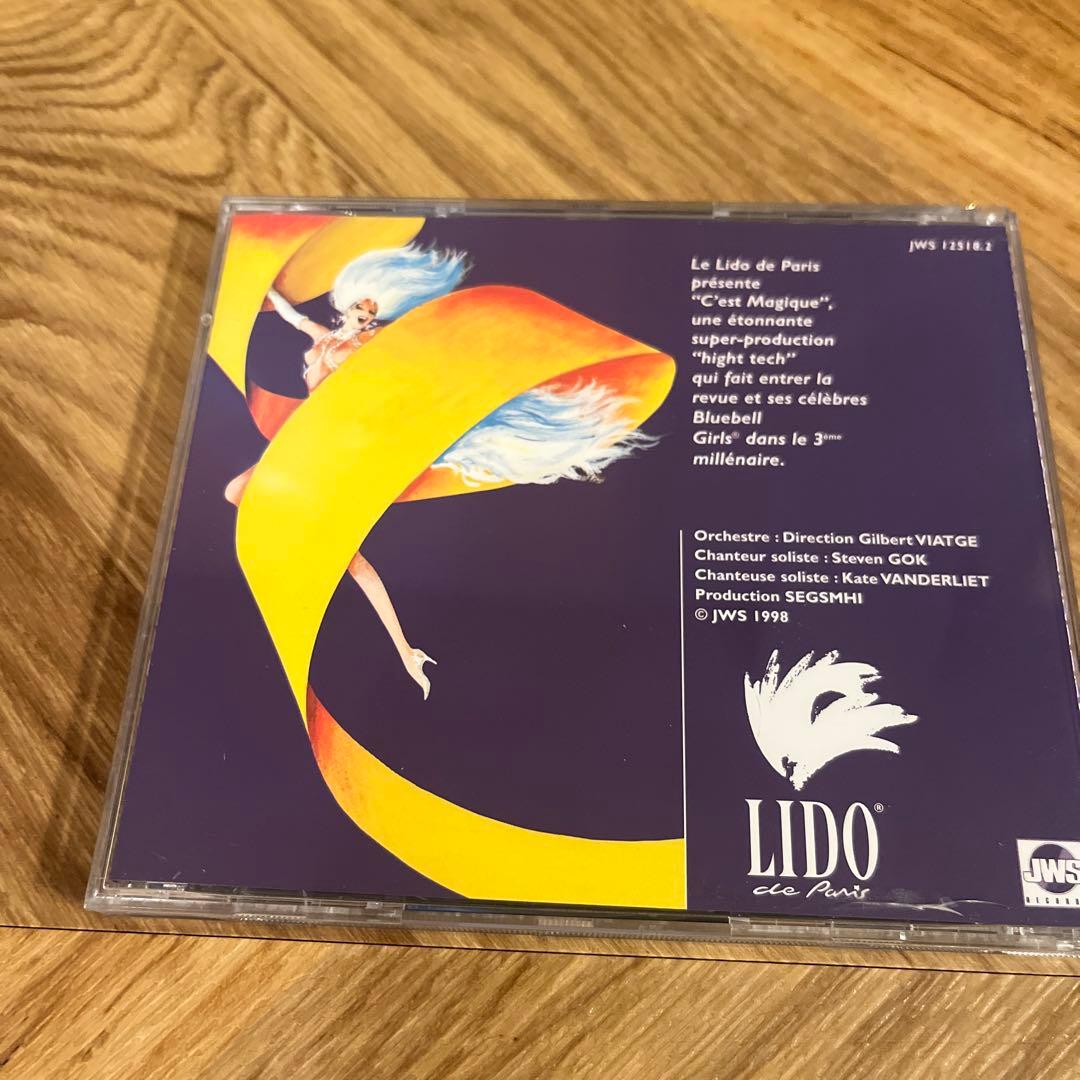 JWS 12518.2
Le Lido de Paris
présente
"C'est Magique",
une étonnante
super-production
"hight tech"
qui fait entrer la
revue et ses célèbres
Bluebell
Girls® dans le 3ème
millénaire.
Orchestre : Direction Gilbert VIATGE
Chanteur soliste : Steven GOK
Chanteuse soliste : Kate VANDERLIET
Production SEGSMHI
© JWS 1998
LIDO®
de Paris
JWS